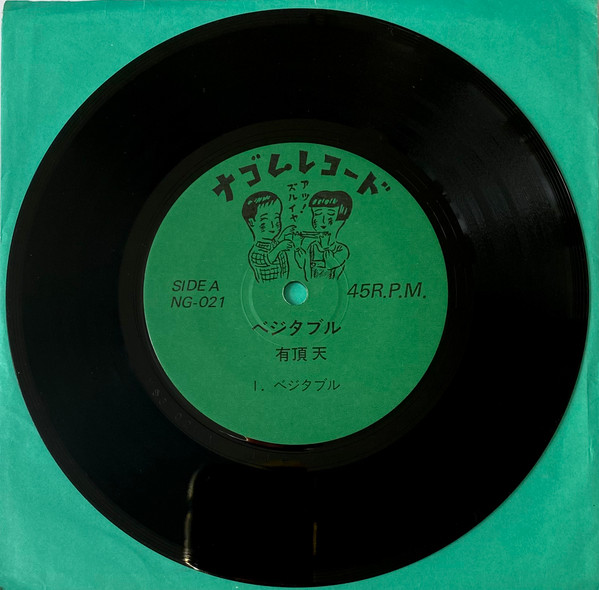 ナゴムレコード
アッ!
ズルイヤ
SIDE A
NG-021
45R.P.M.
ベジタブル
有頂天
1. ベジタブル